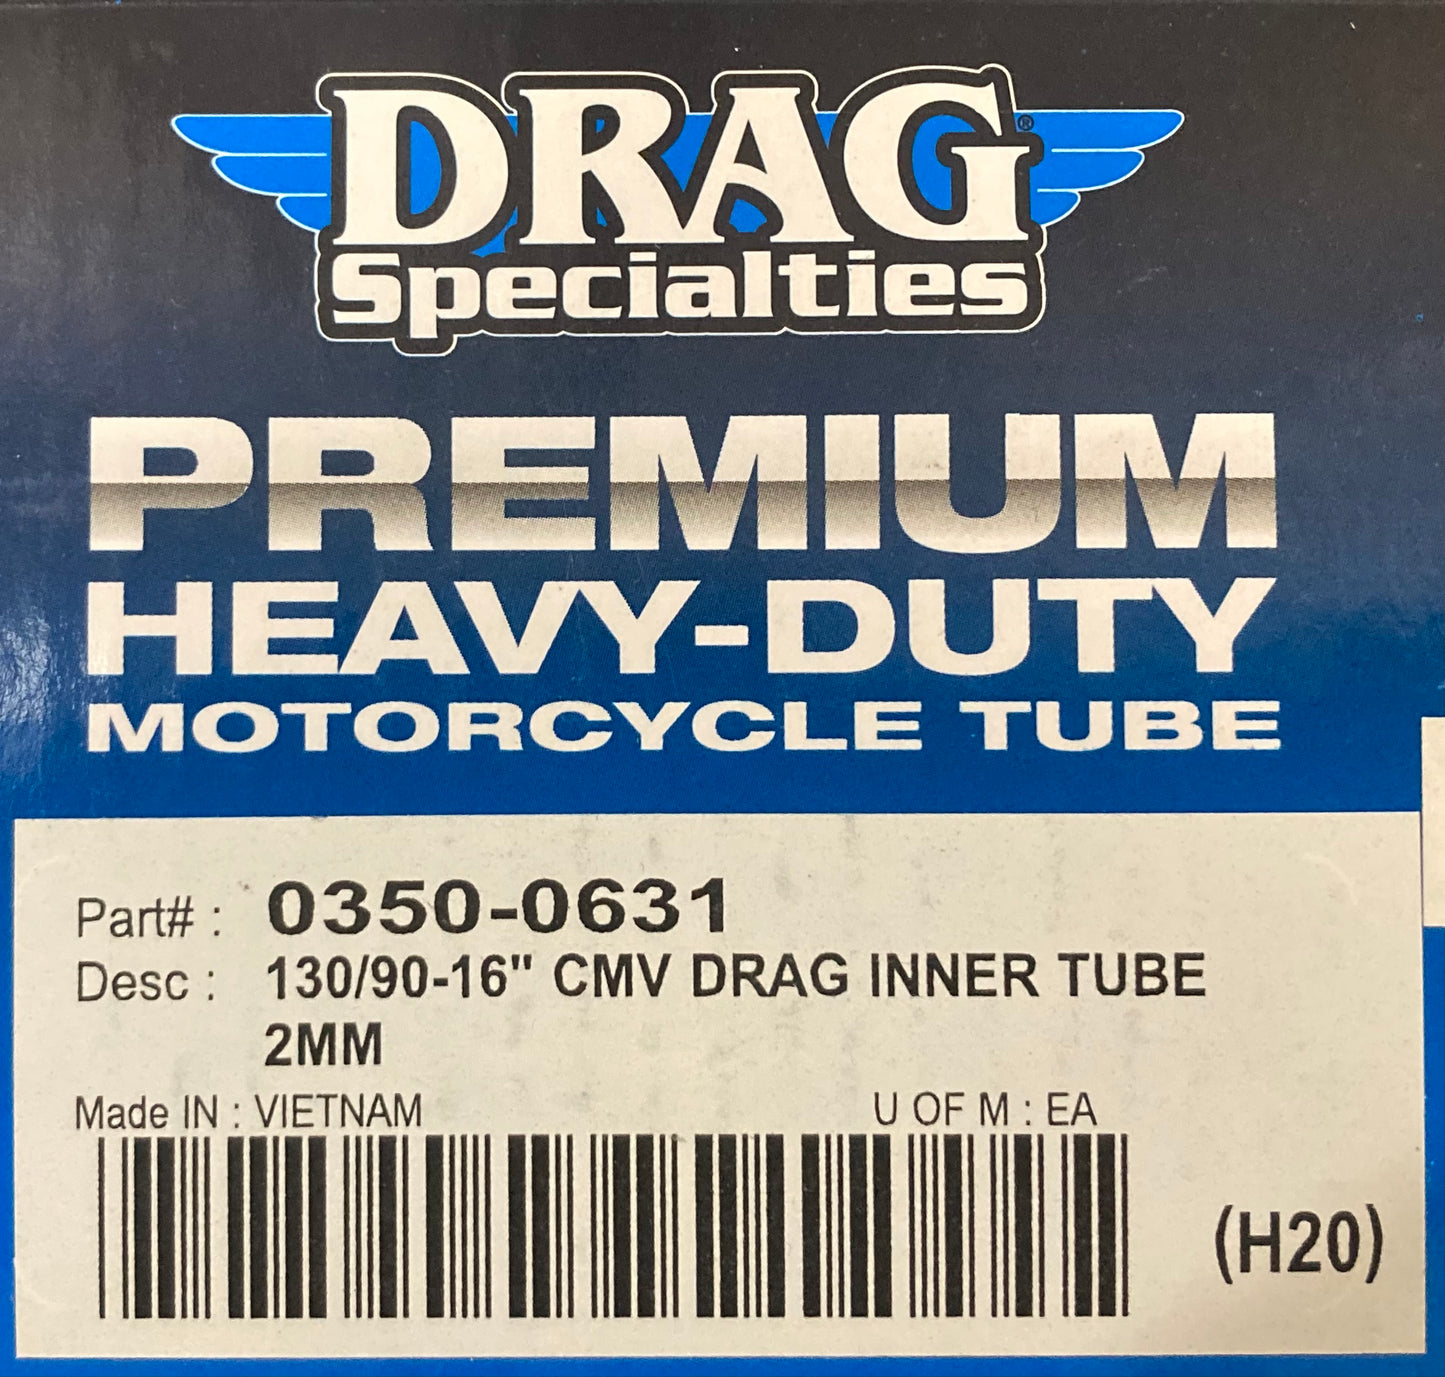 DRAG®
Specialties
PREMIUM
HEAVY-DUTY
MOTORCYCLE TUBE
Part# : 0350-0631
Desc : 130/90-16" CMV DRAG INNER TUBE
2MM
Made IN : VIETNAM U OF M : EA
(H20)